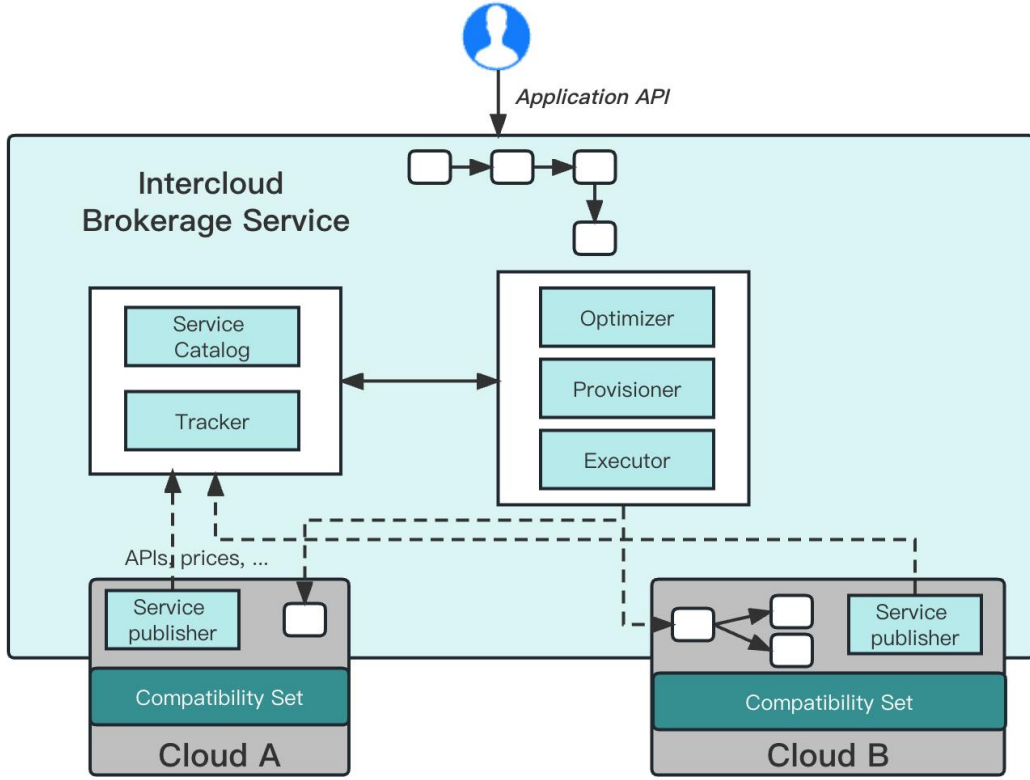 Application API
Intercloud
Brokerage Service
Service
Catalog
Tracker
Optimizer
Provisioner
Executor
APIs, prices, ...
Service
publisher
Service
publisher
Compatibility Set
Compatibility Set
Cloud A
Cloud B